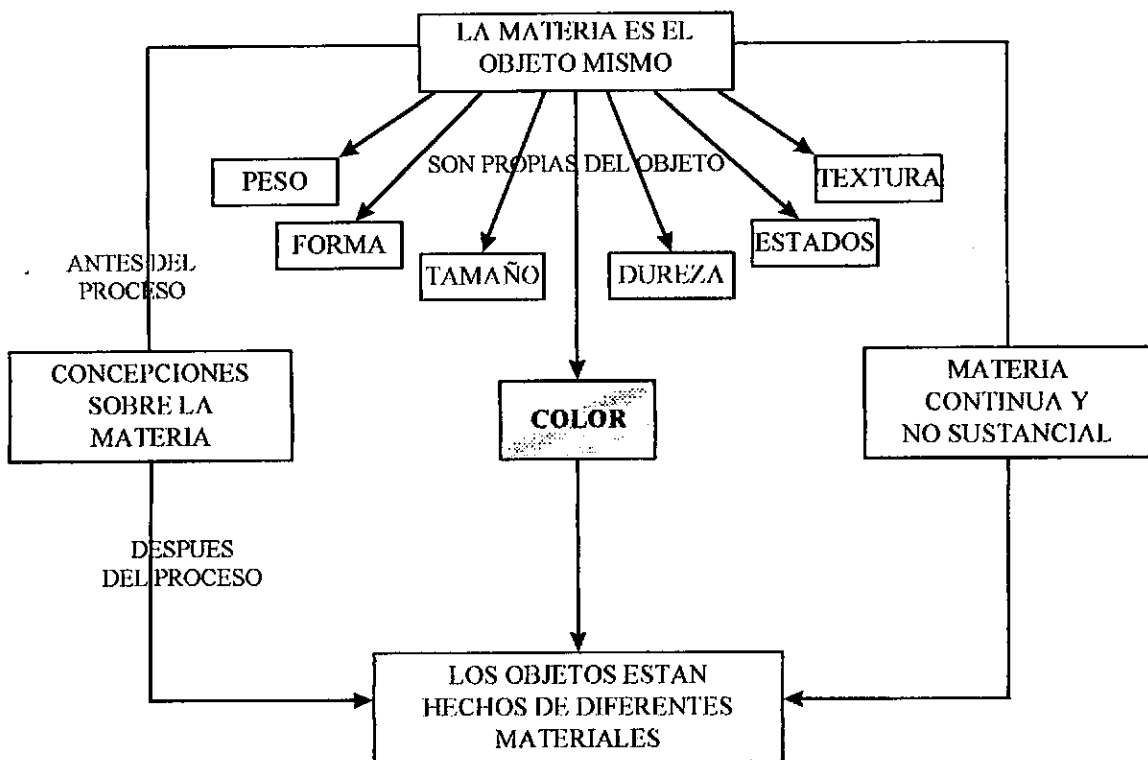 LA MATERIA ES EL
OBJETO MISMO
SON PROPIAS DEL OBJETO
PESO
TEXTURA
FORMA
ESTADOS
TAMAÑO
DUREZA
ANTES DEL
PROCESO
CONCEPCIONES
SOBRE LA
MATERIA
COLOR
MATERIA
CONTINUA Y
NO SUSTANCIAL
DESPUES
DEL PROCESO
LOS OBJETOS ESTAN
HECHOS DE DIFERENTES
MATERIALES